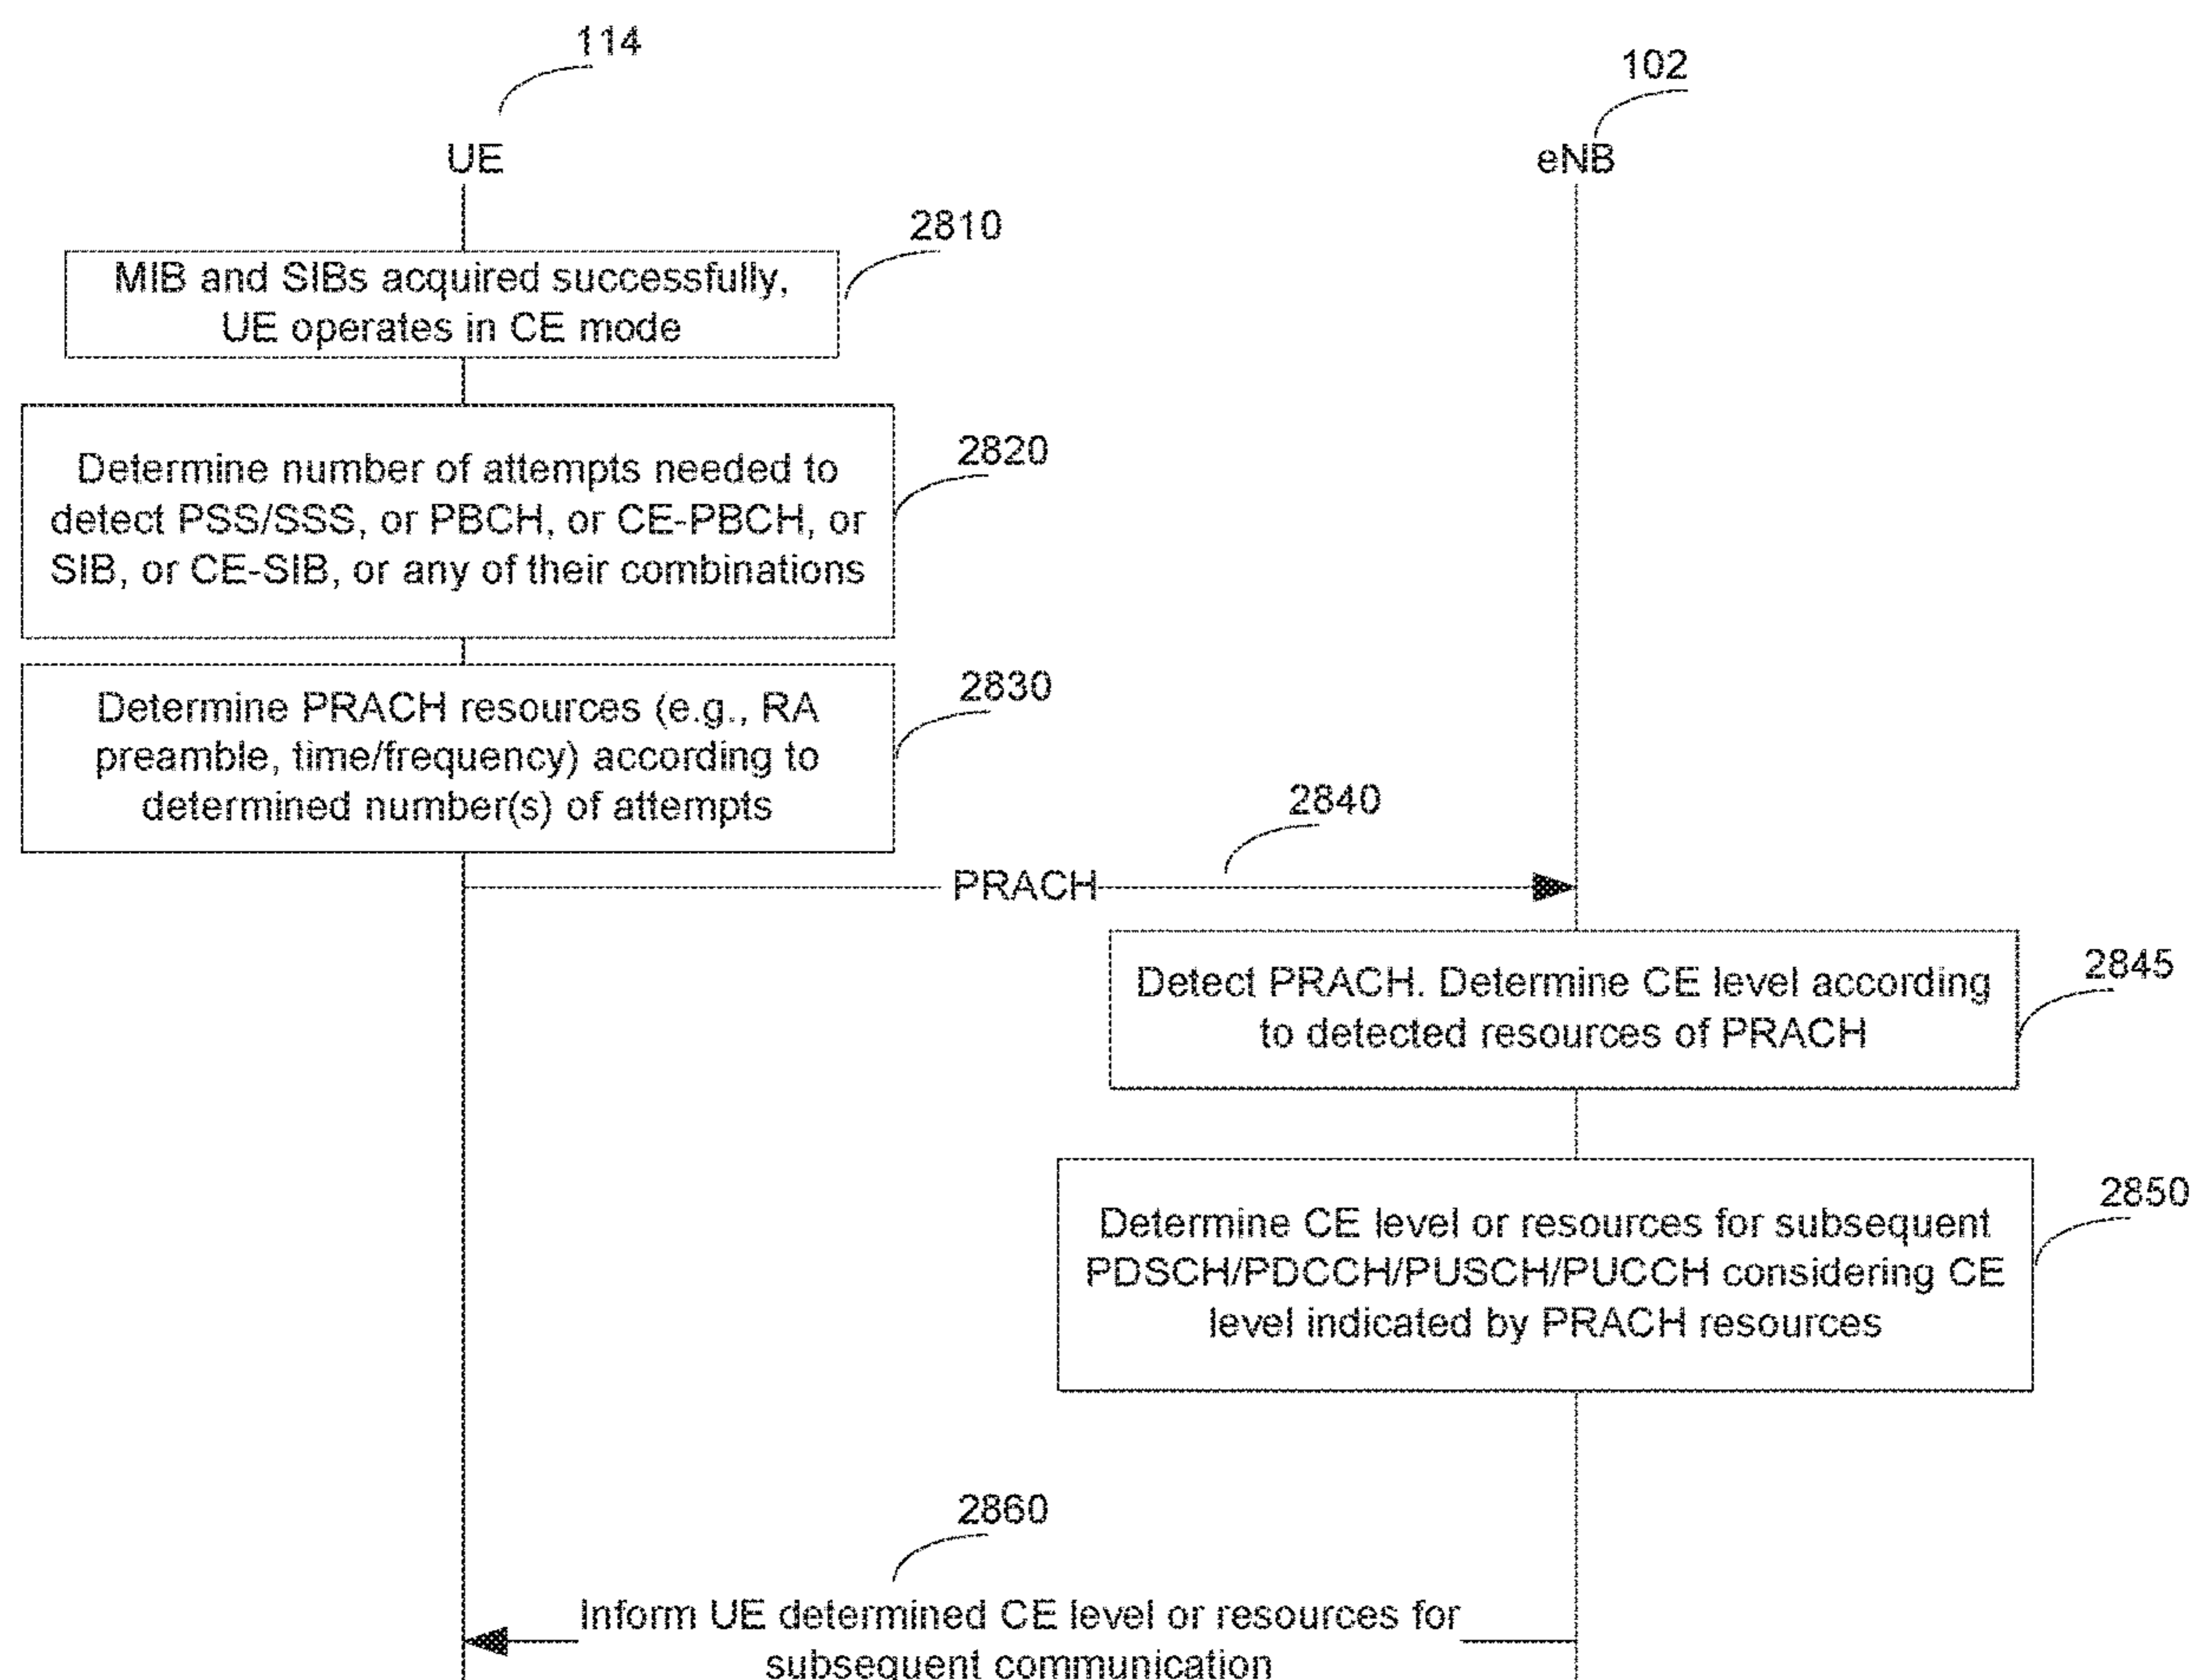 114
102
UE
eNB
2810
MIB and SIBs acquired successfully,
UE operates in CE mode
2820
Determine number of attempts needed to
detect PSS/SSS, or PBCH, or CE-PBCH, or
SIB, or CE-SIB, or any of their combinations
2830
Determine PRACH resources (e.g., RA
preamble, time/frequency) according to
determined number(s) of attempts
2840
PRACH
2845
Detect PRACH. Determine CE level according
to detected resources of PRACH
2850
Determine CE level or resources for subsequent
PDSCH/PDCCH/PUSCH/PUCCH considering CE
level indicated by PRACH resources
2860
Inform UE determined CE level or resources for
subsequent communication